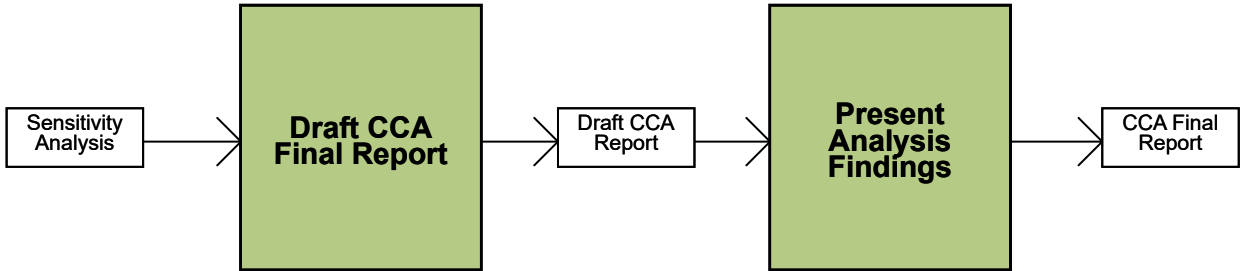 Sensitivity
Analysis
Draft CCA
Final Report
Draft CCA
Report
Present
Analysis
Findings
CCA Final
Report